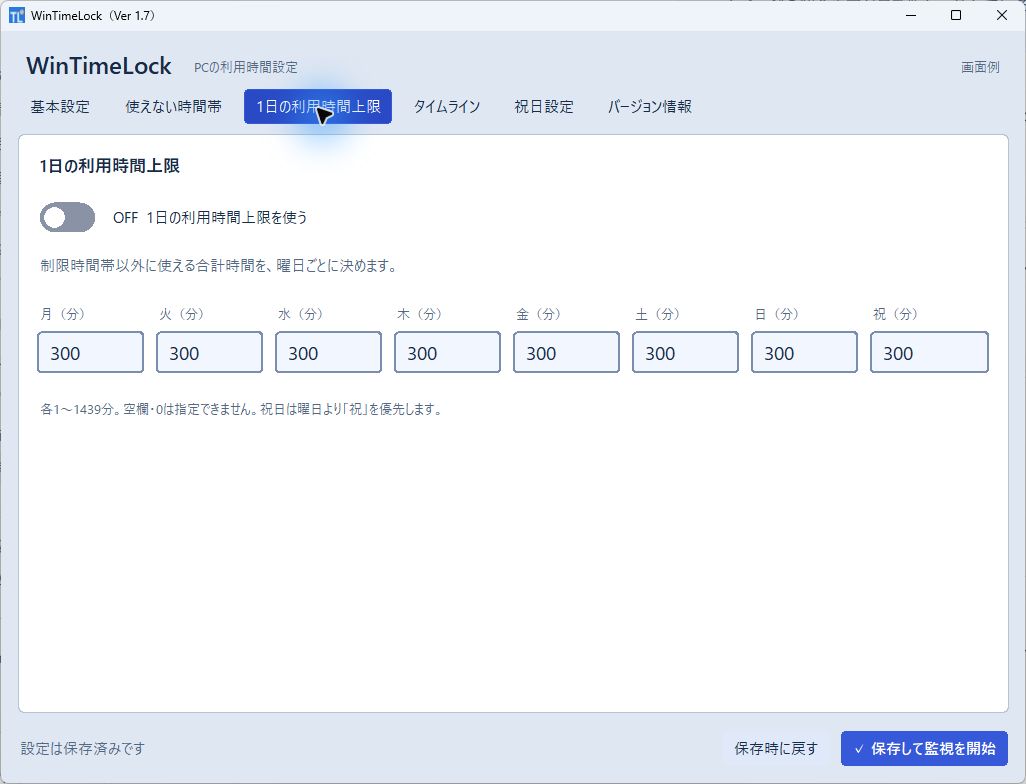 WinTimeLock（Ver 1.7）
WinTimeLock PCの利用時間設定 画面例
基本設定 使えない時間帯 1日の利用時間上限 タイムライン 祝日設定 バージョン情報
1日の利用時間上限
OFF 1日の利用時間上限を使う
制限時間帯以外に使える合計時間を、曜日ごとに決めます。
月（分） 火（分） 水（分） 木（分） 金（分） 土（分） 日（分） 祝（分）
300 300 300 300 300 300 300 300
各1～1439分。空欄・0は指定できません。祝日は曜日より「祝」を優先します。
設定は保存済みです 保存時に戻す ✓ 保存して監視を開始